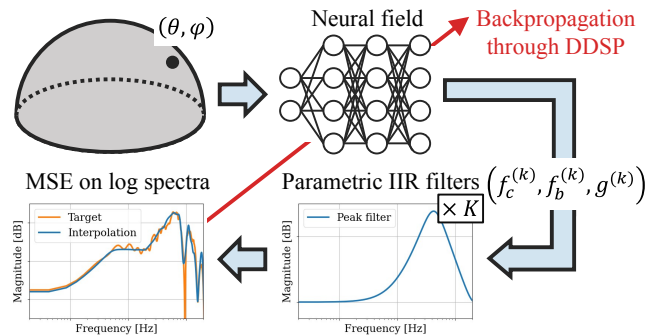 (θ, φ)
Neural field
Backpropagation
through DDSP
MSE on log spectra
Parametric IIR filters
(f_c^{(k)}, f_b^{(k)}, g^{(k)})
× K
Target
Interpolation
Magnitude [dB]
Frequency [Hz]
Peak filter
Magnitude [dB]
Frequency [Hz]